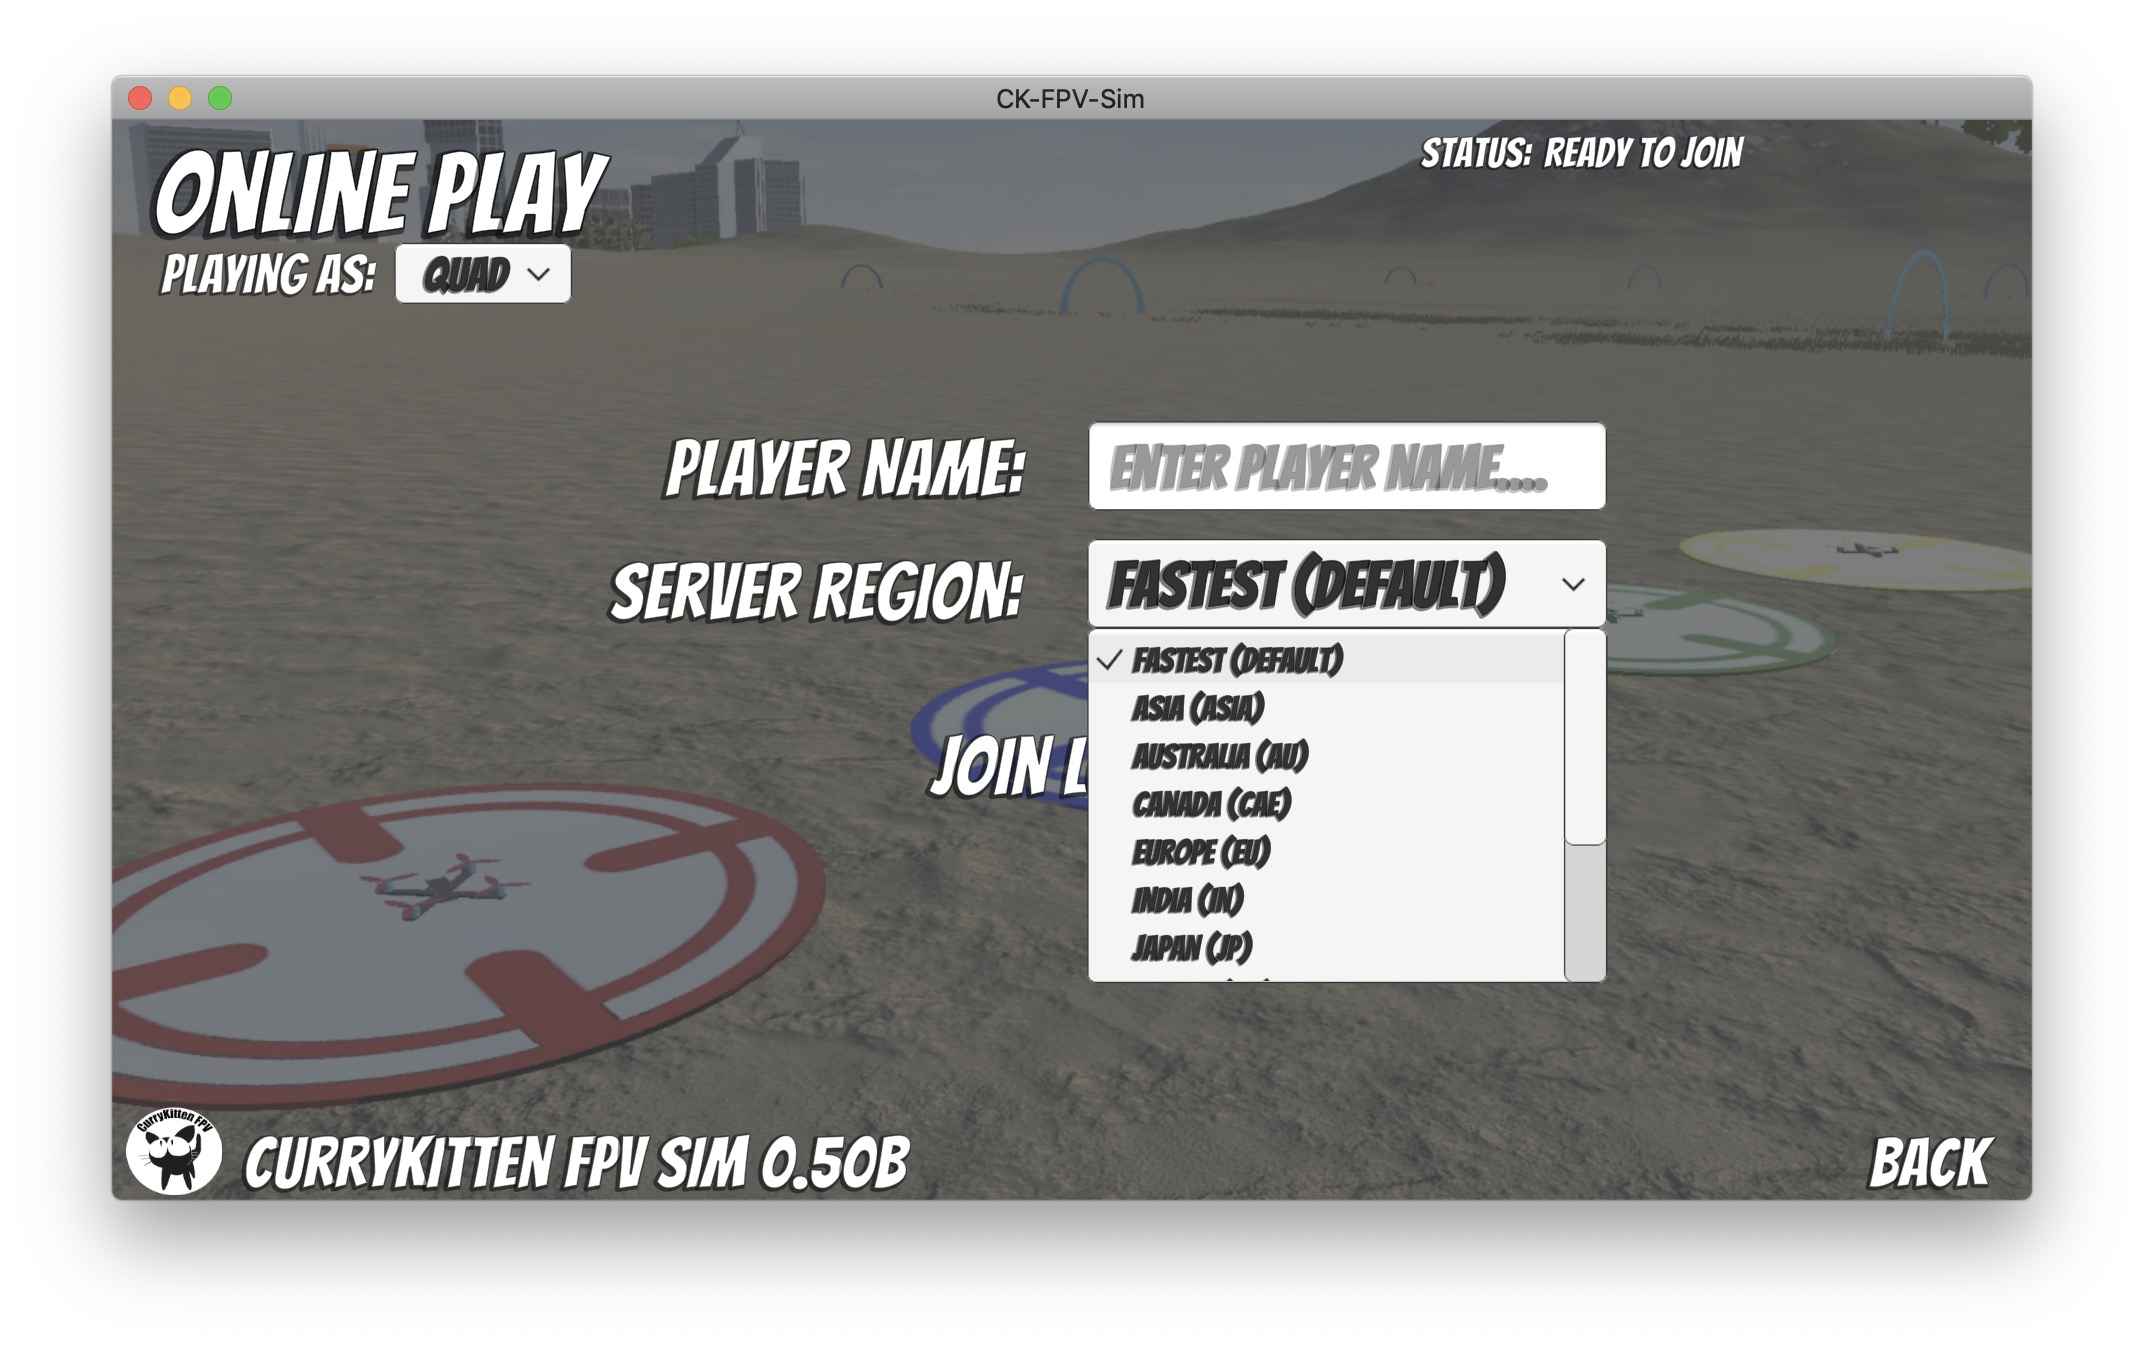 CK-FPV-Sim
STATUS: READY TO JOIN
ONLINE PLAY
PLAYING AS: QUAD
PLAYER NAME: ENTER PLAYER NAME....
SERVER REGION: FASTEST (DEFAULT)
FASTEST (DEFAULT)
ASIA (ASIA)
AUSTRALIA (AU)
CANADA (CAE)
EUROPE (EU)
INDIA (IN)
JAPAN (JP)
JOIN L
CurryKitten FPV
CURRYKITTEN FPV SIM 0.50B
BACK